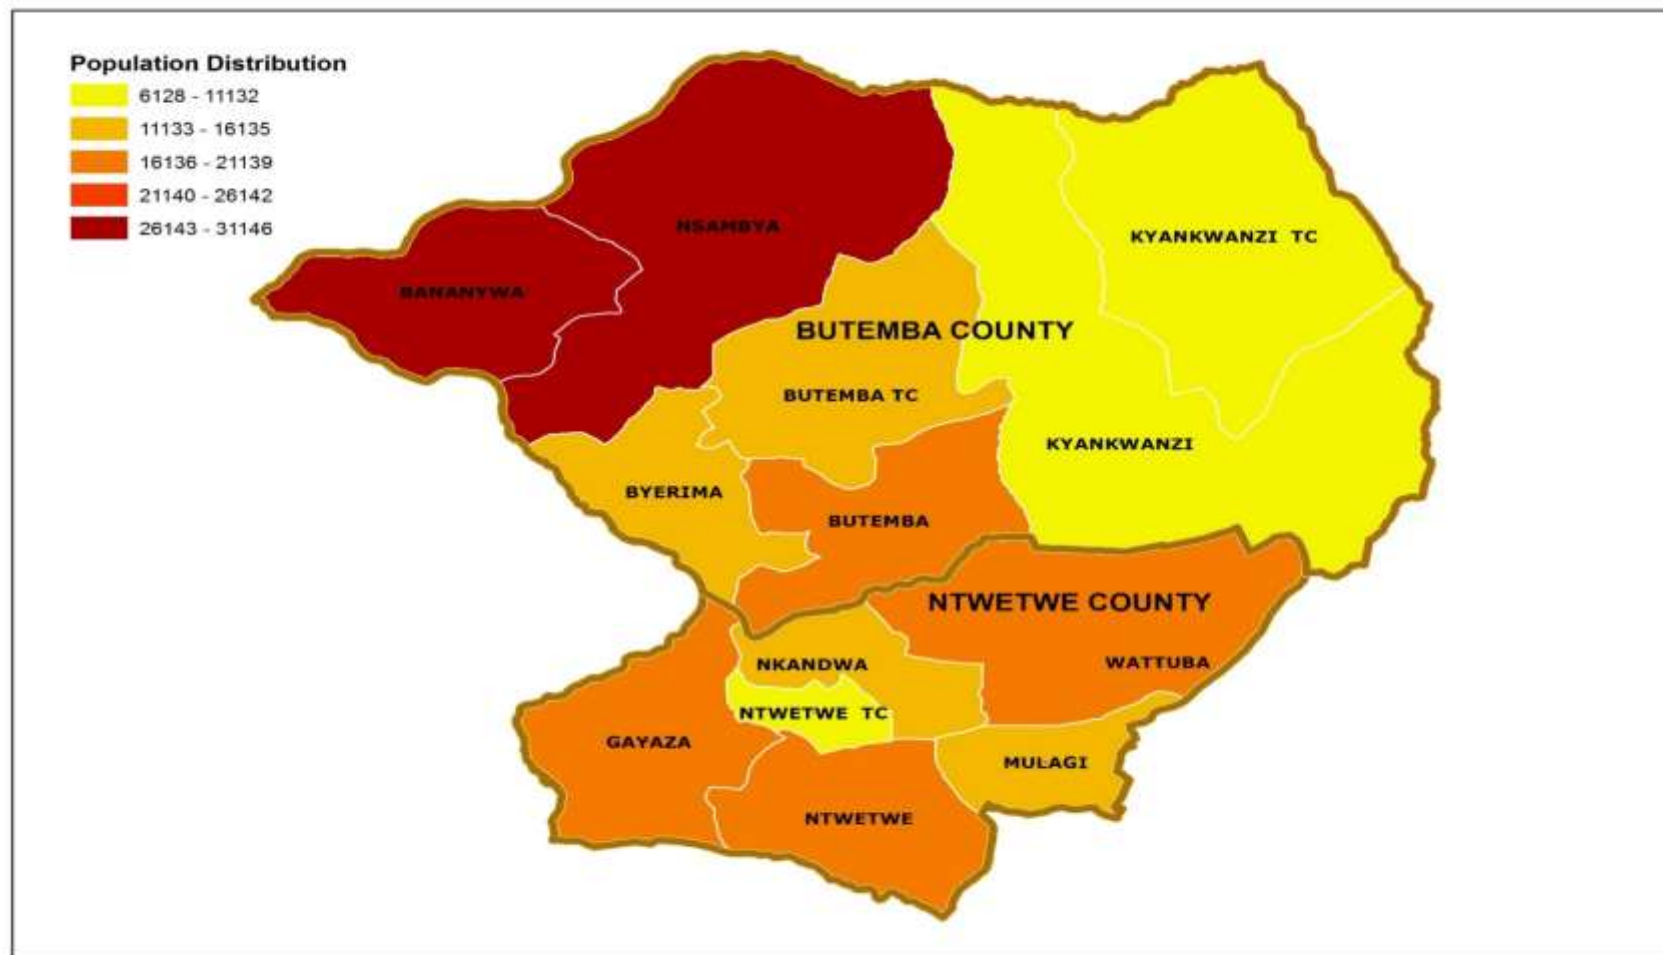 Population Distribution
6128 - 11132
11133 - 16135
16136 - 21139
21140 - 26142
26143 - 31146
NSAMBYA
KYANKWANZI TC
BANANYWA
BUTEMBA COUNTY
BUTEMBA TC
KYANKWANZI
BYERIMA
BUTEMBA
NTWETWE COUNTY
NKANDWA
WATTUBA
NTWETWE TC
GAYAZA
MULAGI
NTWETWE